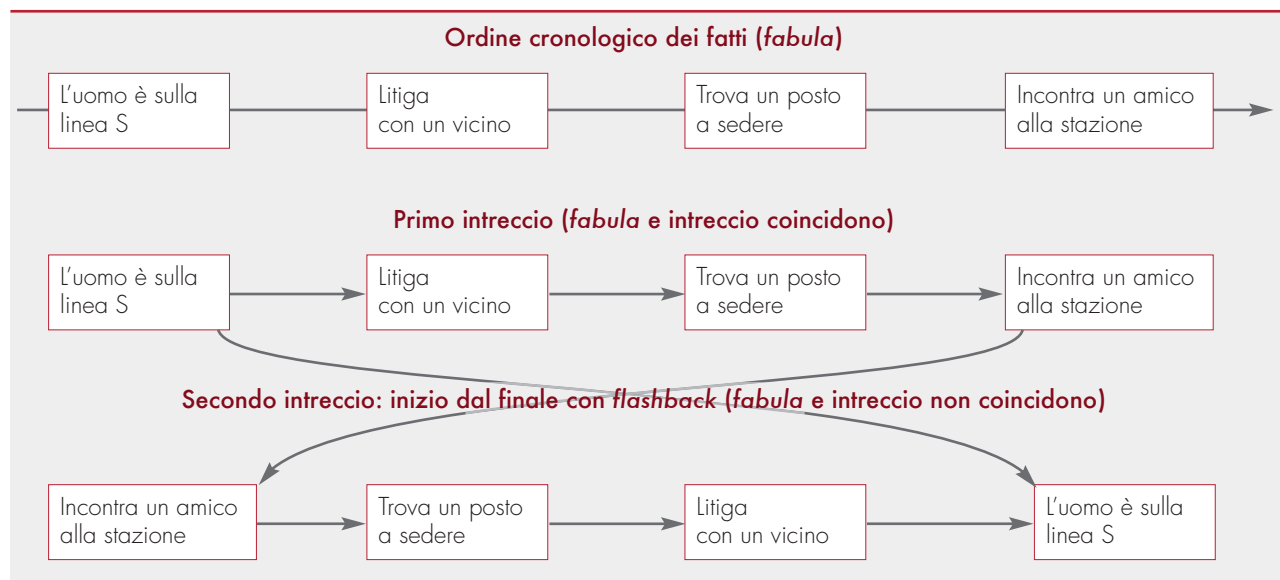 Ordine cronologico dei fatti (fabula)
L'uomo è sulla
linea S
Litiga
con un vicino
Trova un posto
a sedere
Incontra un amico
alla stazione
Primo intreccio (fabula e intreccio coincidono)
L'uomo è sulla
linea S
Litiga
con un vicino
Trova un posto
a sedere
Incontra un amico
alla stazione
Secondo intreccio: inizio dal finale con flashback (fabula e intreccio non coincidono)
Incontra un amico
alla stazione
Trova un posto
a sedere
Litiga
con un vicino
L'uomo è sulla
linea S